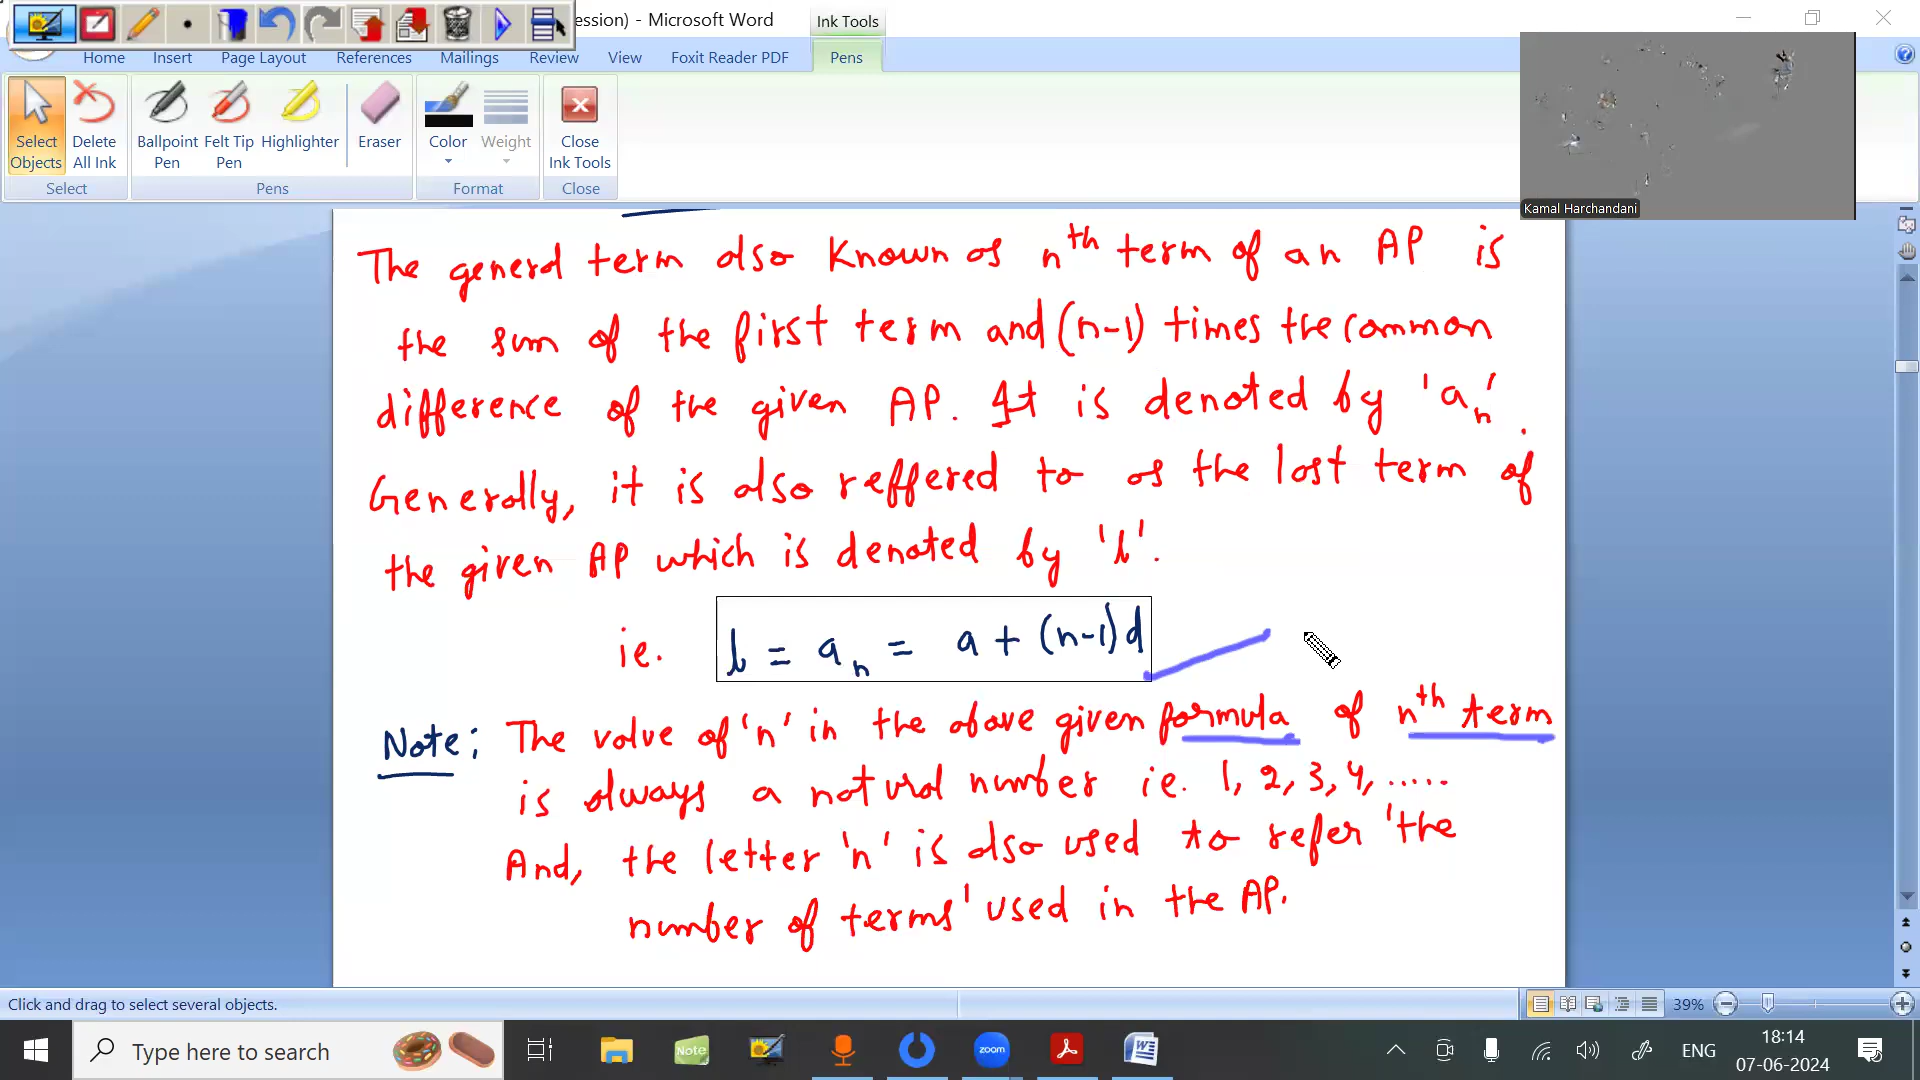 ession) - Microsoft Word
Ink Tools
Home Insert Page Layout References Mailings Review View Foxit Reader PDF Pens
Select Objects
Delete All Ink
Ballpoint Pen
Felt Tip Pen
Highlighter
Eraser
Color
Weight
Close Ink Tools
Select Pens Format Close
Kamal Harchandani
The general term also known as nth term of an AP is
the sum of the first term and (n-1) times the common
difference of the given AP. It is denoted by 'an'.
Generally, it is also reffered to as the last term of
the given AP which is denoted by 'l'.
ie. l = an = a + (n-1)d
Note: The value of 'n' in the above given formula of nth term
is always a natural number ie. 1, 2, 3, 4, .....
And, the letter 'n' is also used to refer 'the
number of terms' used in the AP.
Click and drag to select several objects.
39%
Type here to search
Note
zoom
ENG
18:14
07-06-2024